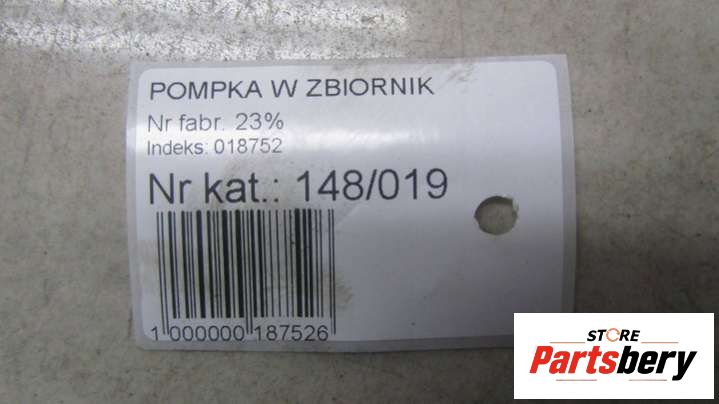 POMPKA W ZBIORNIK
Nr fabr. 23%
Indeks: 018752
Nr kat.: 148/019
1 000000 187526
STORE
Partsbery